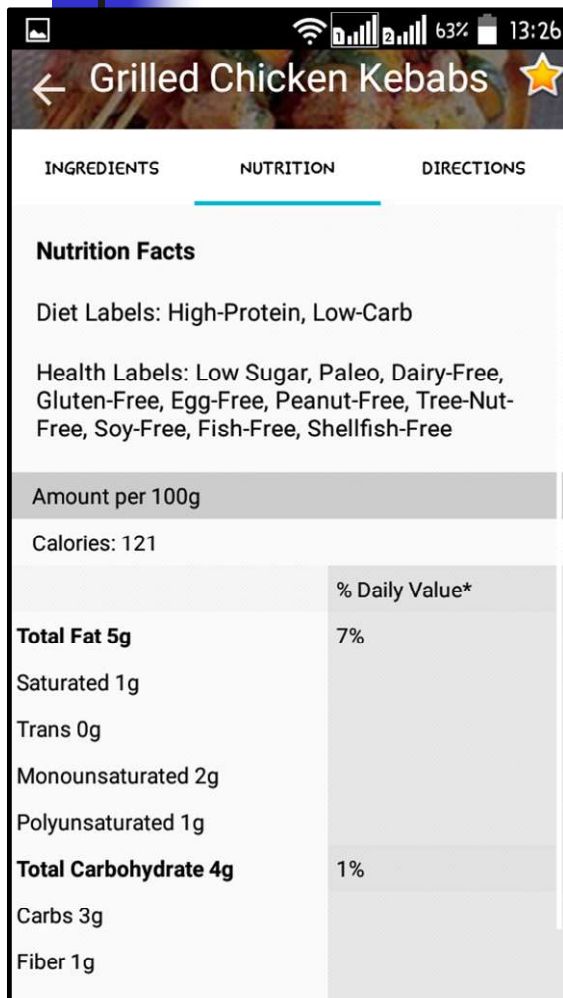 1 2 63% 13:26
Grilled Chicken Kebabs
INGREDIENTS NUTRITION DIRECTIONS
Nutrition Facts
Diet Labels: High-Protein, Low-Carb
Health Labels: Low Sugar, Paleo, Dairy-Free,
Gluten-Free, Egg-Free, Peanut-Free, Tree-Nut-
Free, Soy-Free, Fish-Free, Shellfish-Free
Amount per 100g
Calories: 121
% Daily Value*
Total Fat 5g 7%
Saturated 1g
Trans 0g
Monounsaturated 2g
Polyunsaturated 1g
Total Carbohydrate 4g 1%
Carbs 3g
Fiber 1g